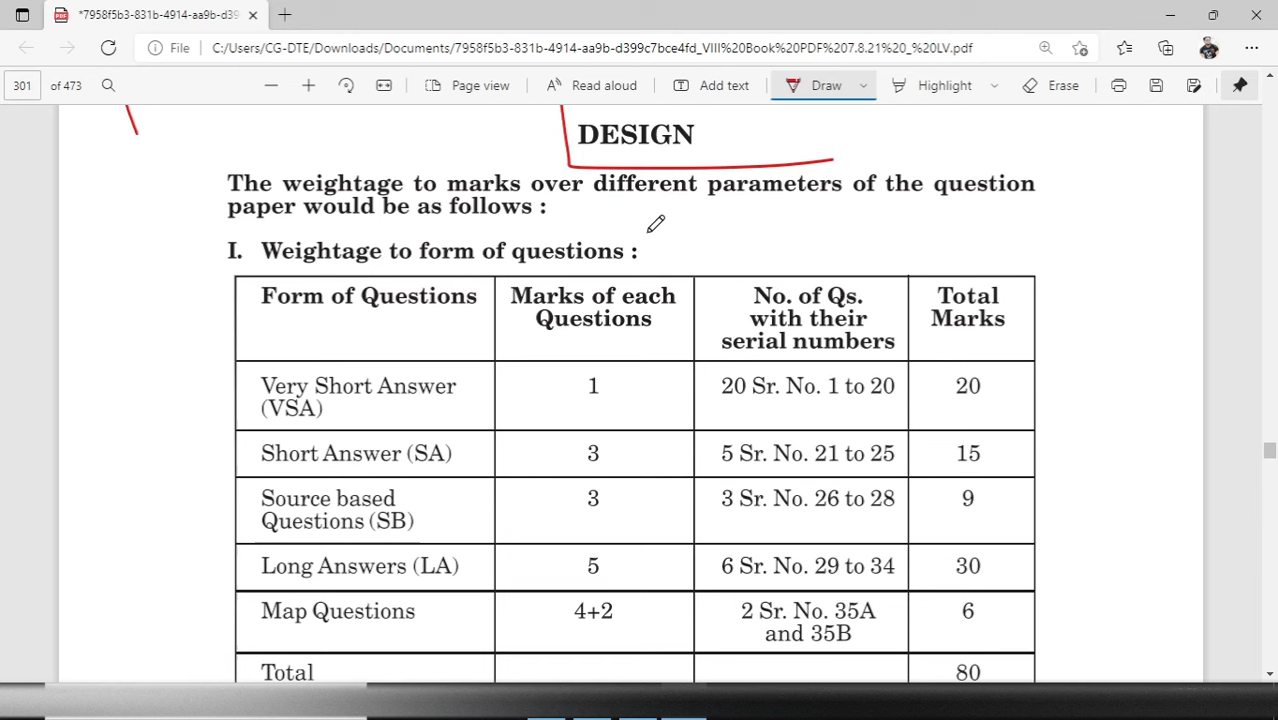 *7958f5b3-831b-4914-aa9b-d39
File C:/Users/CG-DTE/Downloads/Documents/7958f5b3-831b-4914-aa9b-d399c7bce4fd_VIII%20Book%20PDF%207.8.21%20_%20LV.pdf
301 of 473 Page view Read aloud Add text Draw Highlight Erase
DESIGN
The weightage to marks over different parameters of the question
paper would be as follows :
I. Weightage to form of questions :
Form of Questions Marks of each Questions No. of Qs. with their serial numbers Total Marks
Very Short Answer (VSA) 1 20 Sr. No. 1 to 20 20
Short Answer (SA) 3 5 Sr. No. 21 to 25 15
Source based Questions (SB) 3 3 Sr. No. 26 to 28 9
Long Answers (LA) 5 6 Sr. No. 29 to 34 30
Map Questions 4+2 2 Sr. No. 35A and 35B 6
Total 80